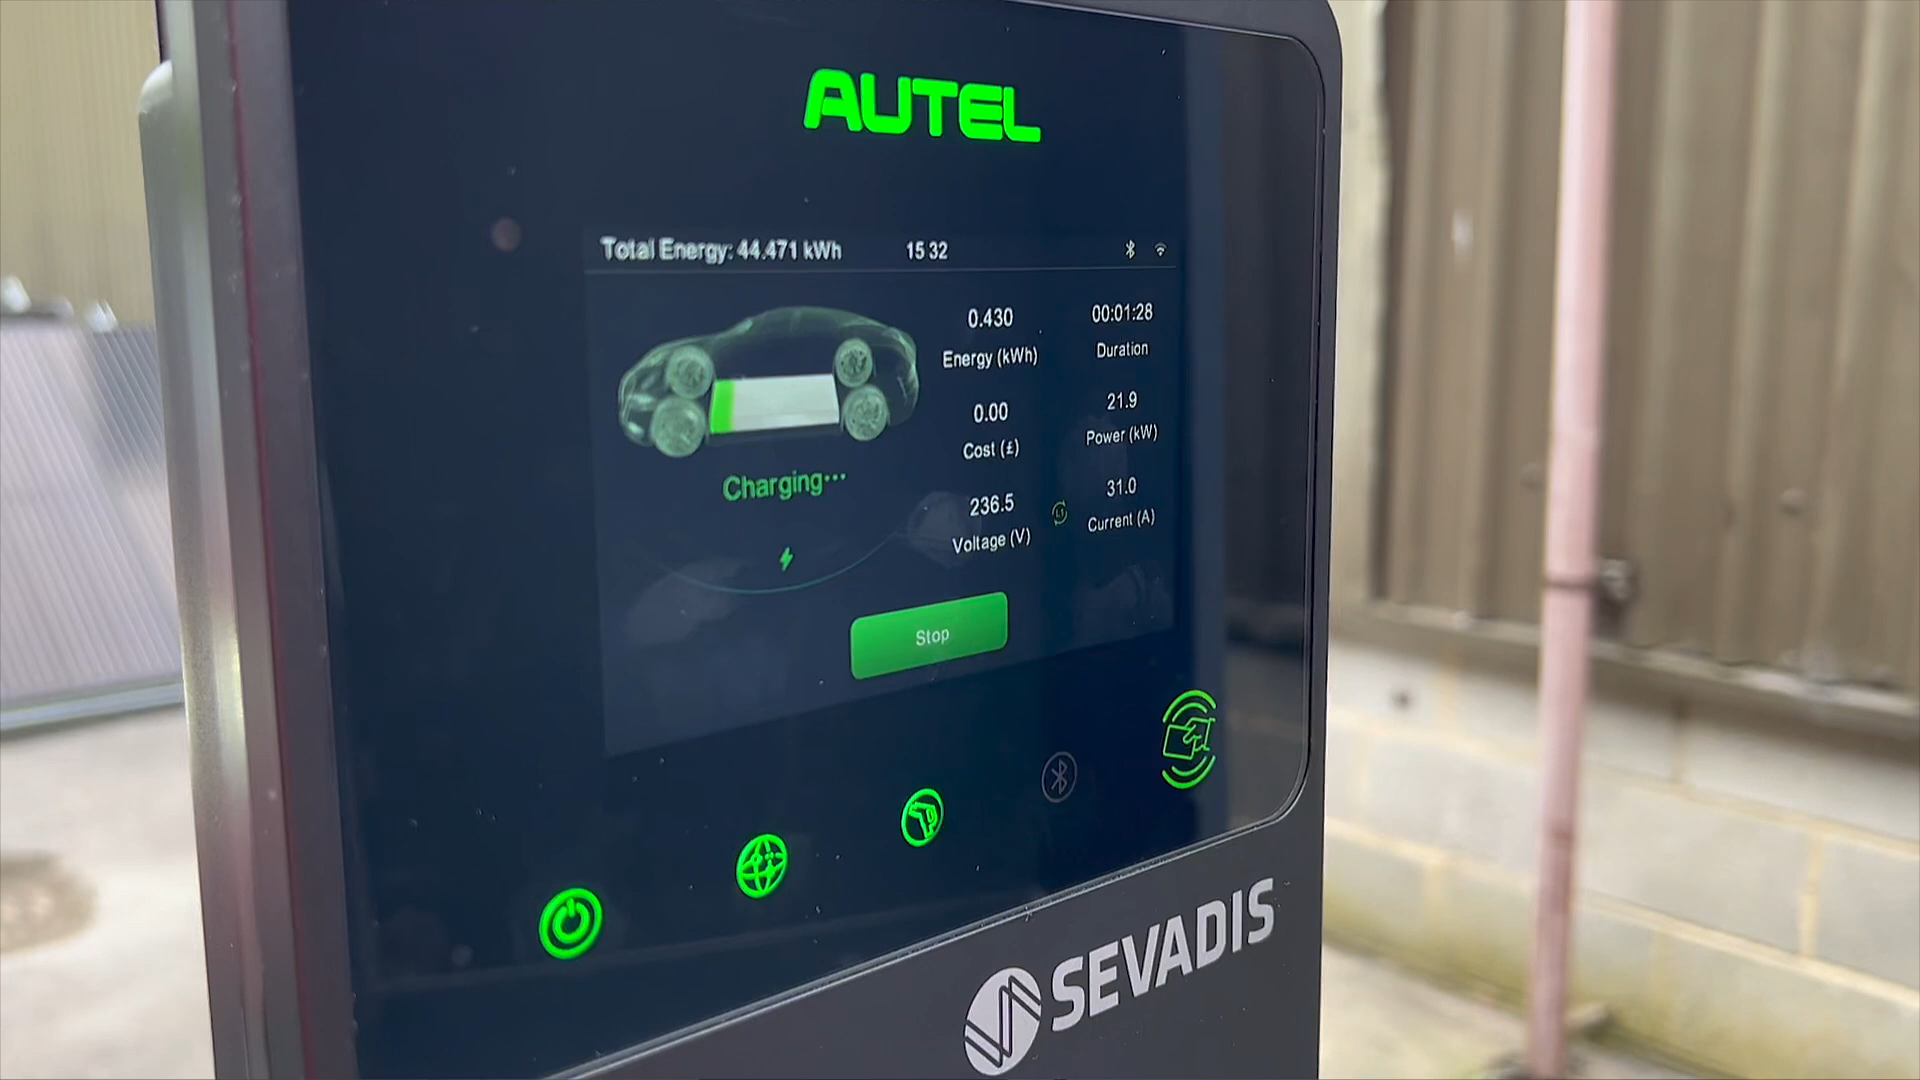 AUTEL
Total Energy: 44.471 kWh 15 32
0.430 00:01:28
Energy (kWh) Duration
0.00 21.9
Cost (£) Power (kW)
236.5 L1 31.0
Voltage (V) Current (A)
Charging...
Stop
SEVADIS